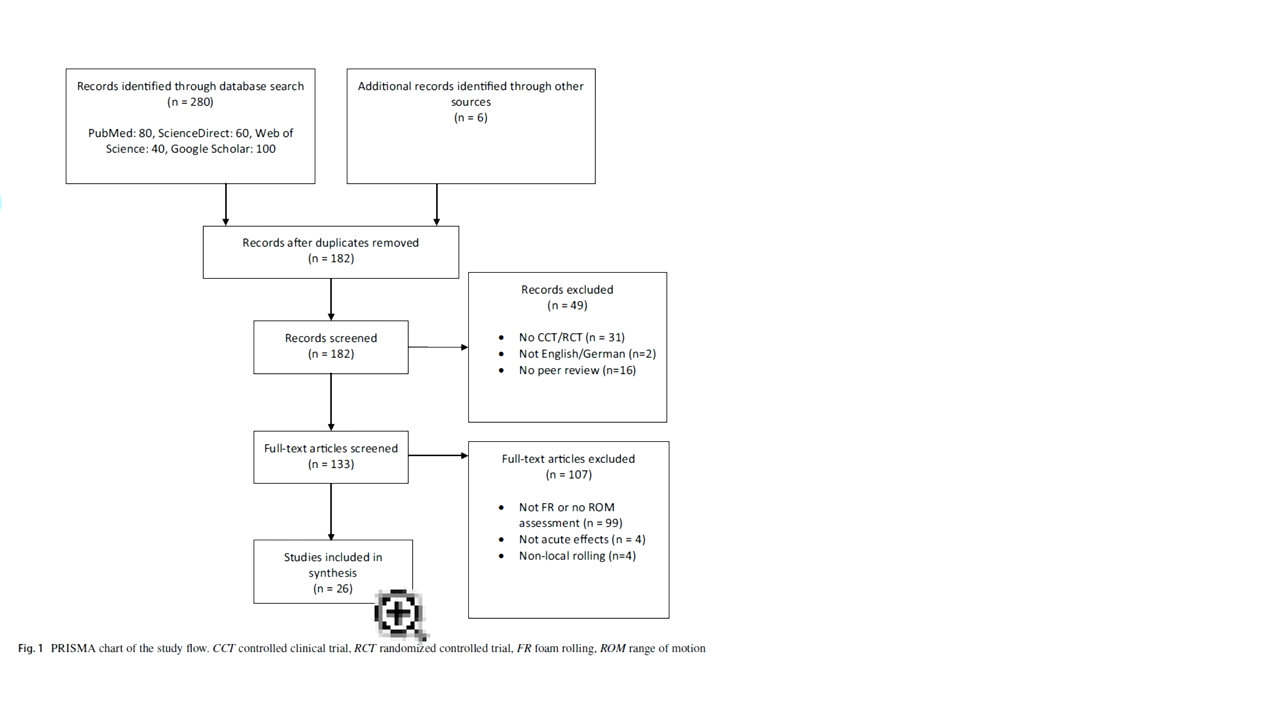 Records identified through database search
(n = 280)
PubMed: 80, ScienceDirect: 60, Web of
Science: 40, Google Scholar: 100
Additional records identified through other
sources
(n = 6)
Records after duplicates removed
(n = 182)
Records excluded
(n = 49)
• No CCT/RCT (n = 31)
• Not English/German (n=2)
• No peer review (n=16)
Records screened
(n = 182)
Full-text articles screened
(n = 133)
Full-text articles excluded
(n = 107)
• Not FR or no ROM
assessment (n = 99)
• Not acute effects (n = 4)
• Non-local rolling (n=4)
Studies included in
synthesis
(n = 26)
Fig. 1 PRISMA chart of the study flow. CCT controlled clinical trial, RCT randomized controlled trial, FR foam rolling, ROM range of motion